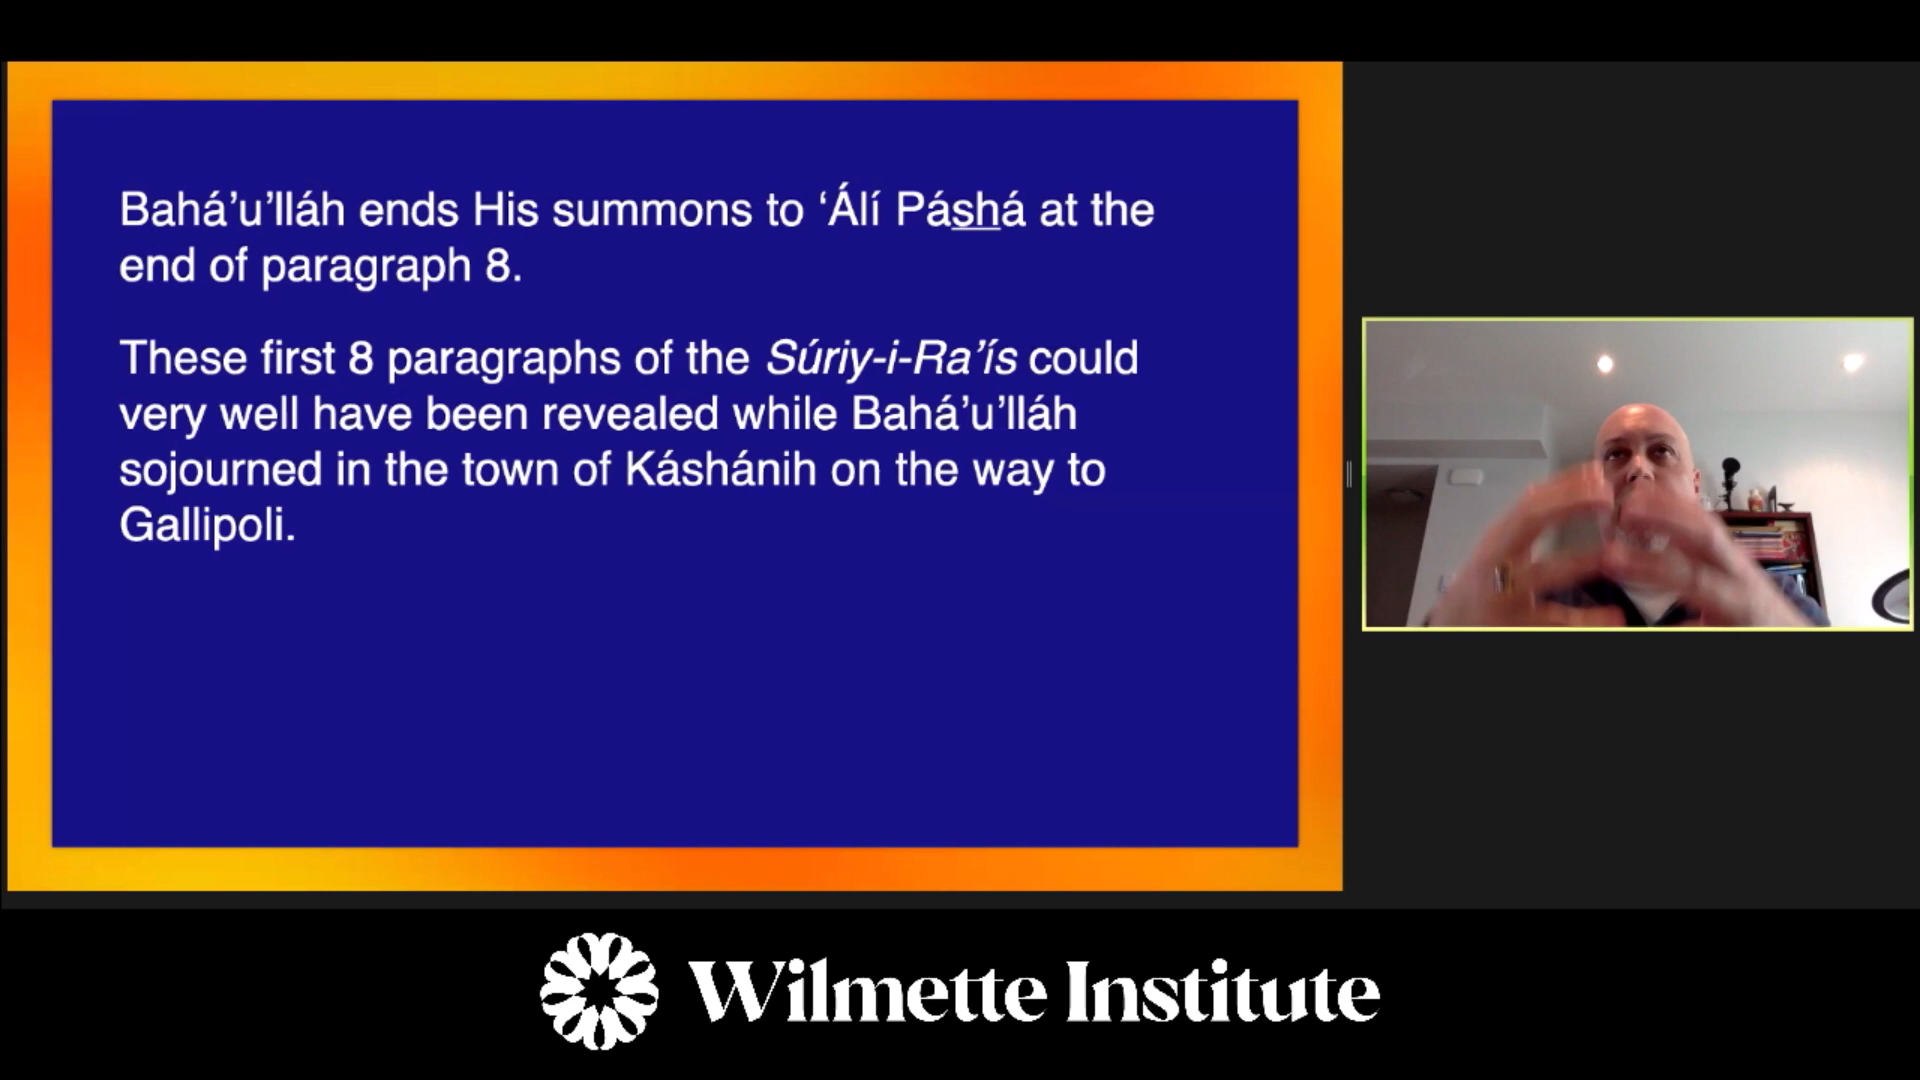 Bahá’u’lláh ends His summons to ‘Álí Páshá at the
end of paragraph 8.
These first 8 paragraphs of the Súriy-i-Ra’ís could
very well have been revealed while Bahá’u’lláh
sojourned in the town of Káshánih on the way to
Gallipoli.
Wilmette Institute